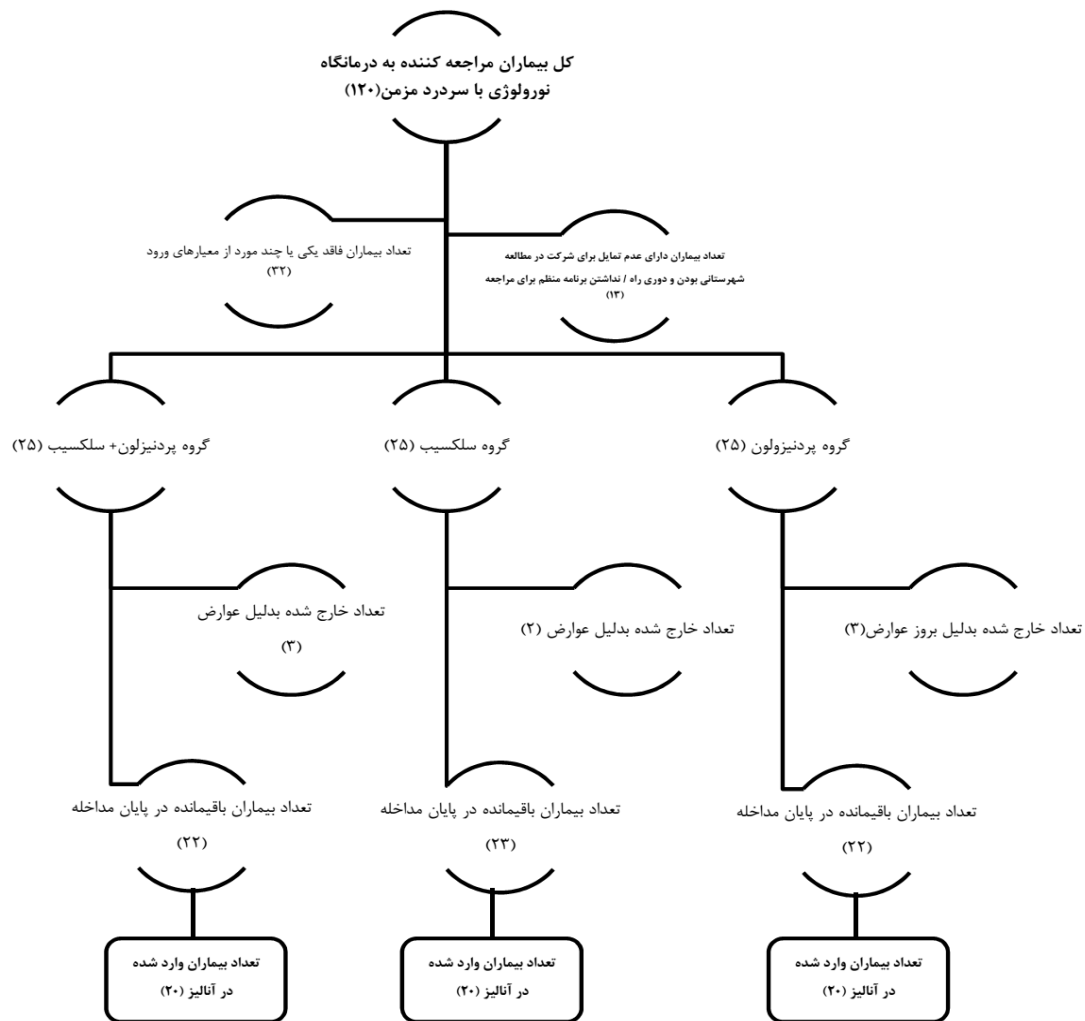 کل بیماران مراجعه کننده به درمانگاه
نورولوژی با سردرد مزمن(۱۲۰)
تعداد بیماران دارای عدم تمایل برای شرکت در مطالعه
شهرستانی بودن و دوری راه / نداشتن برنامه منظم برای مراجعه
(۱۳)
تعداد بیماران فاقد یکی یا چند مورد از معیارهای ورود
(۳۲)
گروه پردنیزولون (۲۵)
گروه سلکسیب (۲۵)
گروه پردنیزلون+ سلکسیب (۲۵)
تعداد خارج شده بدلیل بروز عوارض(۳)
تعداد خارج شده بدلیل عوارض (۲)
تعداد خارج شده بدلیل عوارض
(۳)
تعداد بیماران باقیمانده در پایان مداخله
(۲۲)
تعداد بیماران باقیمانده در پایان مداخله
(۲۳)
تعداد بیماران باقیمانده در پایان مداخله
(۲۲)
تعداد بیماران وارد شده
در آنالیز (۲۰)
تعداد بیماران وارد شده
در آنالیز (۲۰)
تعداد بیماران وارد شده
در آنالیز (۲۰)